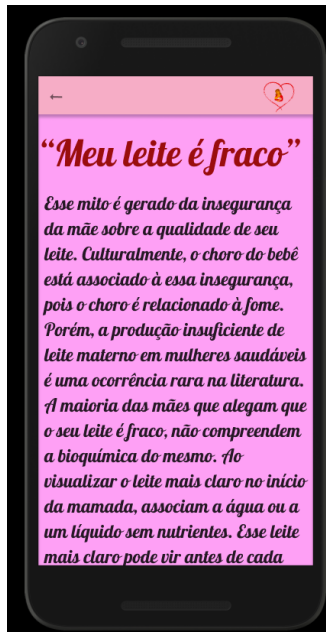 “Meu leite é fraco”
Esse mito é gerado da insegurança
da mãe sobre a qualidade de seu
leite. Culturalmente, o choro do bebê
está associado à essa insegurança,
pois o choro é relacionado à fome.
Porém, a produção insuficiente de
leite materno em mulheres saudáveis
é uma ocorrência rara na literatura.
A maioria das mães que alegam que
o seu leite é fraco, não compreendem
a bioquímica do mesmo. Ao
visualizar o leite mais claro no início
da mamada, associam a água ou a
um líquido sem nutrientes. Esse leite
mais claro pode vir antes de cada